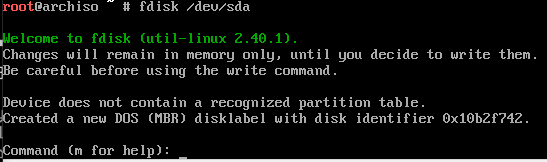 root@archiso ~ # fdisk /dev/sda
Welcome to fdisk (util-linux 2.40.1).
Changes will remain in memory only, until you decide to write them.
Be careful before using the write command.
Device does not contain a recognized partition table.
Created a new DOS (MBR) disklabel with disk identifier 0x10b2f742.
Command (m for help):